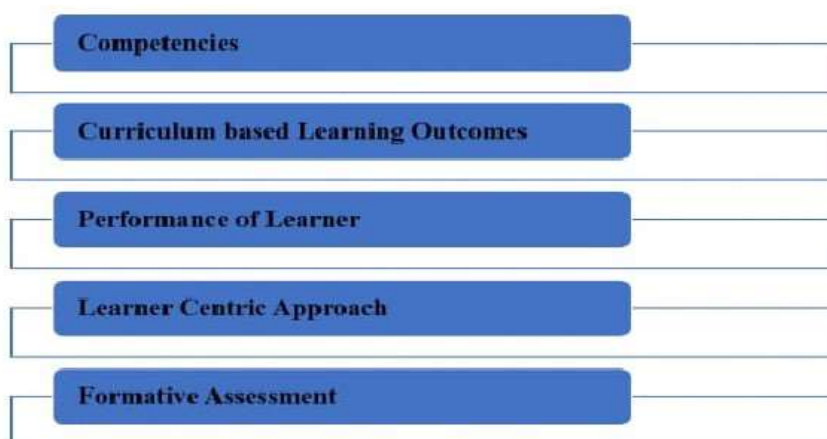 Competencies
Curriculum based Learning Outcomes
Performance of Learner
Learner Centric Approach
Formative Assessment